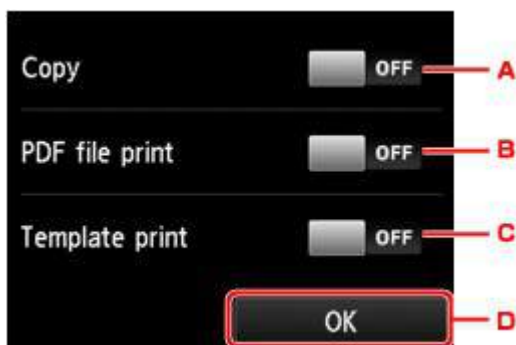 Copy OFF A
PDF file print OFF B
Template print OFF C
OK D